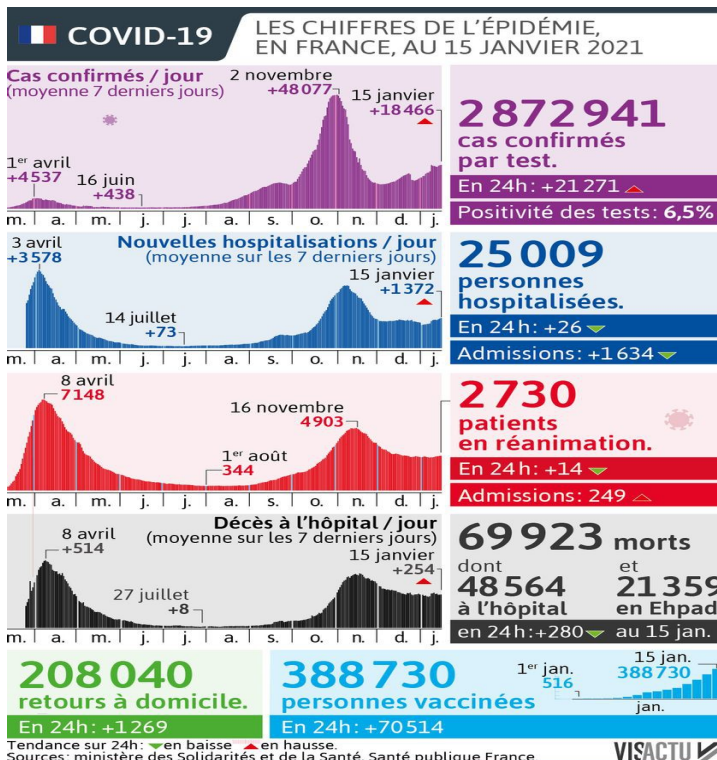 COVID-19
LES CHIFFRES DE L'ÉPIDÉMIE,
EN FRANCE, AU 15 JANVIER 2021
Cas confirmés / jour
(moyenne 7 derniers jours)
2 novembre
+48 077
15 janvier
+18 466
1er avril
+4 537
16 juin
+438
m. a. m. j. j. a. s. o. n. d. j.
2 872 941
cas confirmés
par test.
En 24h: +21 271
Positivité des tests: 6,5%
3 avril
+3 578
Nouvelles hospitalisations / jour
(moyenne sur les 7 derniers jours)
15 janvier
+1 372
14 juillet
+73
m. a. m. j. j. a. s. o. n. d. j.
25 009
personnes
hospitalisées.
En 24 h: +26
Admissions: +1 634
8 avril
7 148
16 novembre
4 903
1er août
344
m. a. m. j. j. a. s. o. n. d. j.
2 730
patients
en réanimation.
En 24h: +14
Admissions: 249
Décès à l'hôpital / jour
(moyenne sur les 7 derniers jours)
8 avril
+514
15 janvier
+254
27 juillet
+8
m. a. m. j. j. a. s. o. n. d. j.
69 923 morts
dont
48 564
à l'hôpital
et
21 359
en Ehpad
en 24h: +280
au 15 jan.
208 040
retours à domicile.
En 24h: +1 269
388 730
personnes vaccinées
En 24h: +70 514
1er jan.
516
15 jan.
388 730
jan.
Tendance sur 24h: en baisse en hausse.
Sources: ministère des Solidarités et de la Santé, Santé publique France
VISACTU